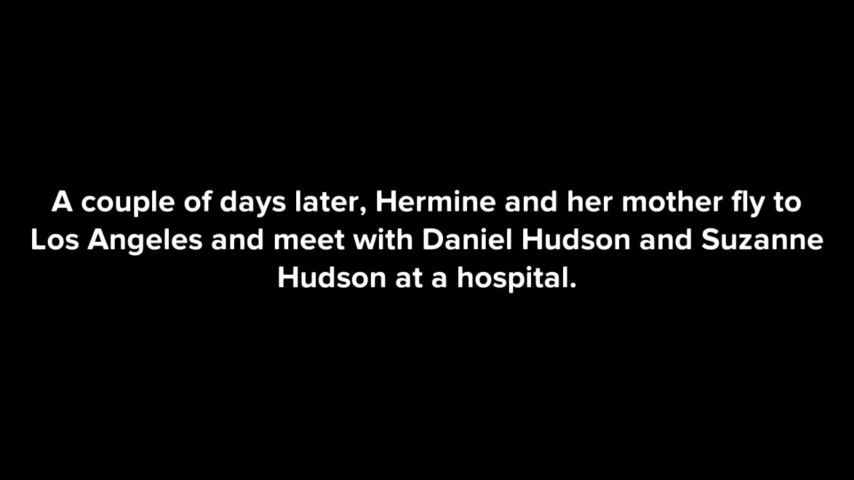 A couple of days later, Hermine and her mother fly to
Los Angeles and meet with Daniel Hudson and Suzanne
Hudson at a hospital.